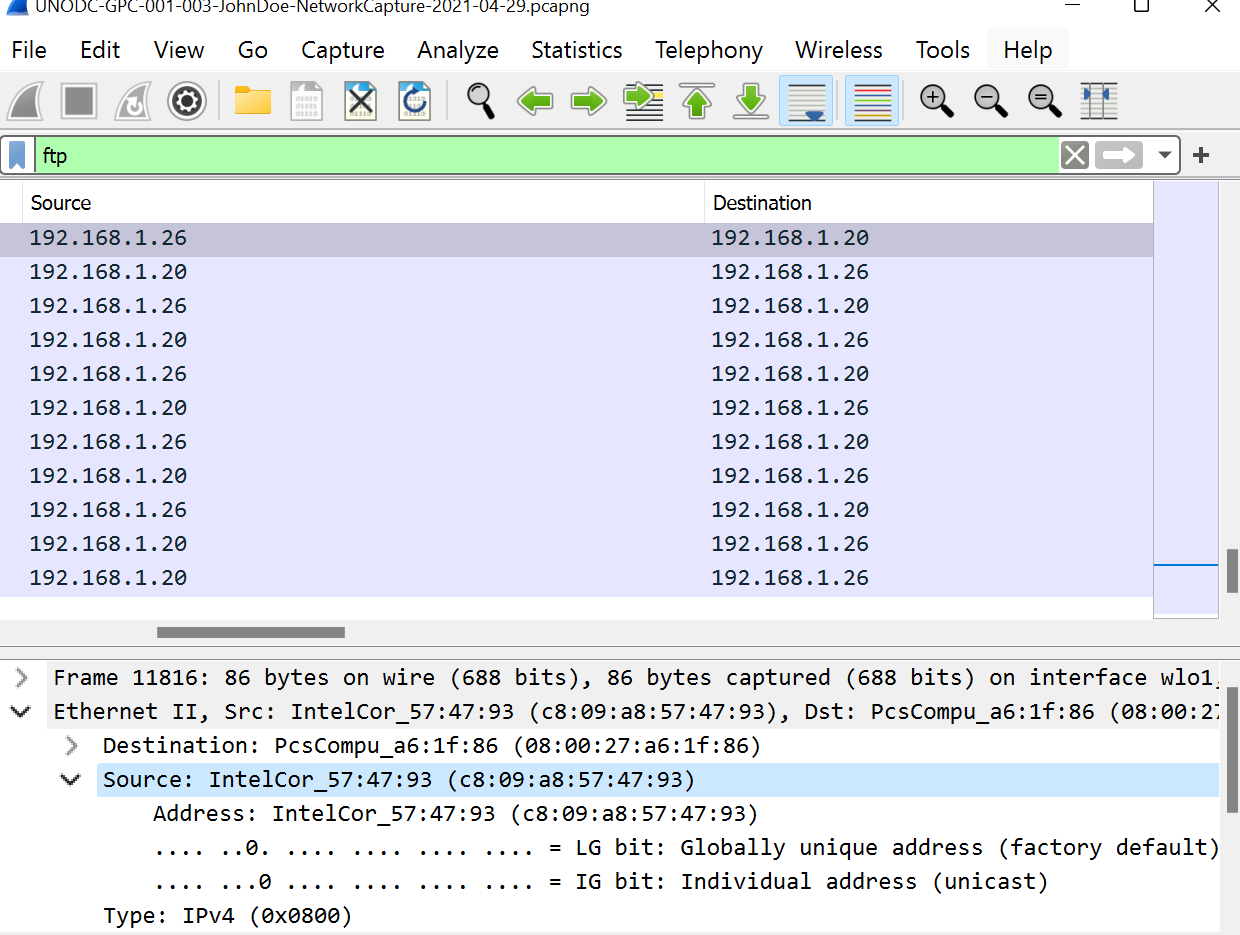 UNODC-GPC-001-003-JohnDoe-NetworkCapture-2021-04-29.pcapng
File Edit View Go Capture Analyze Statistics Telephony Wireless Tools Help
ftp
Source Destination
192.168.1.26 192.168.1.20
192.168.1.20 192.168.1.26
192.168.1.26 192.168.1.20
192.168.1.20 192.168.1.26
192.168.1.26 192.168.1.20
192.168.1.20 192.168.1.26
192.168.1.26 192.168.1.20
192.168.1.20 192.168.1.26
192.168.1.26 192.168.1.20
192.168.1.20 192.168.1.26
192.168.1.20 192.168.1.26
Frame 11816: 86 bytes on wire (688 bits), 86 bytes captured (688 bits) on interface wlo1,
Ethernet II, Src: IntelCor_57:47:93 (c8:09:a8:57:47:93), Dst: PcsCompu_a6:1f:86 (08:00:27
Destination: PcsCompu_a6:1f:86 (08:00:27:a6:1f:86)
Source: IntelCor_57:47:93 (c8:09:a8:57:47:93)
Address: IntelCor_57:47:93 (c8:09:a8:57:47:93)
.... ..0. .... .... .... .... = LG bit: Globally unique address (factory default)
.... ...0 .... .... .... .... = IG bit: Individual address (unicast)
Type: IPv4 (0x0800)